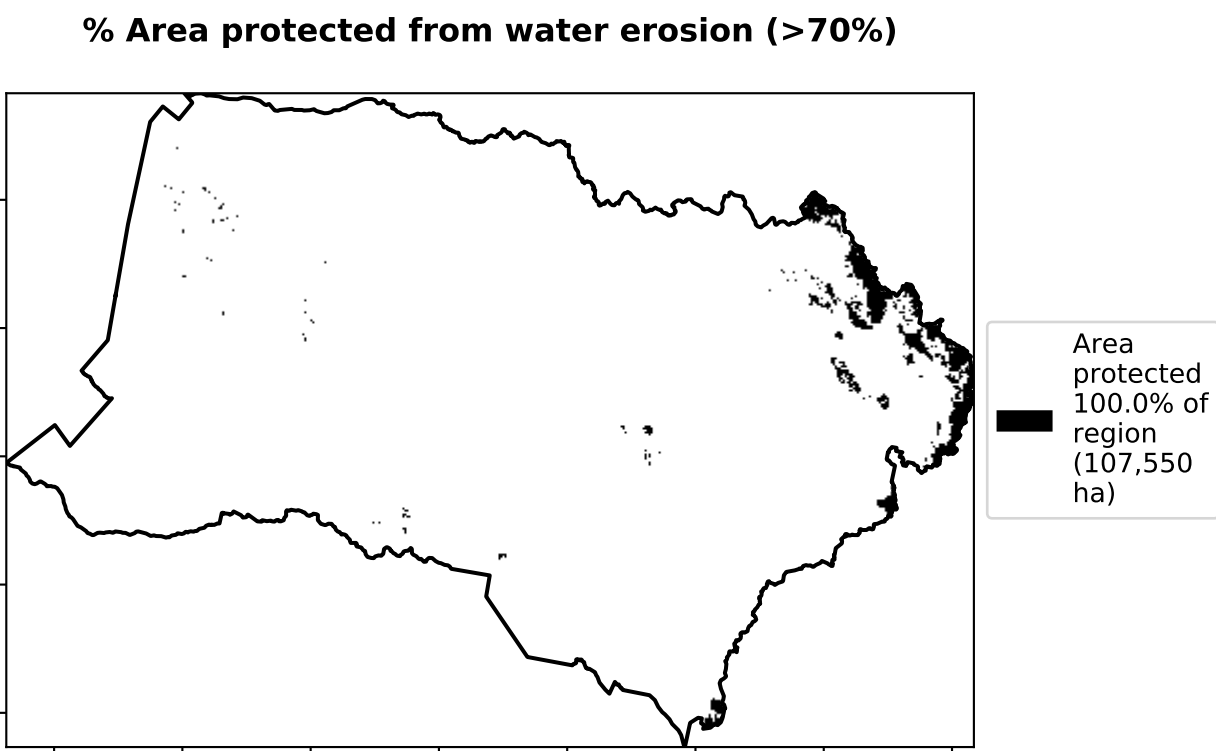 % Area protected from water erosion (>70%)
Area
protected
100.0% of
region
(107,550
ha)